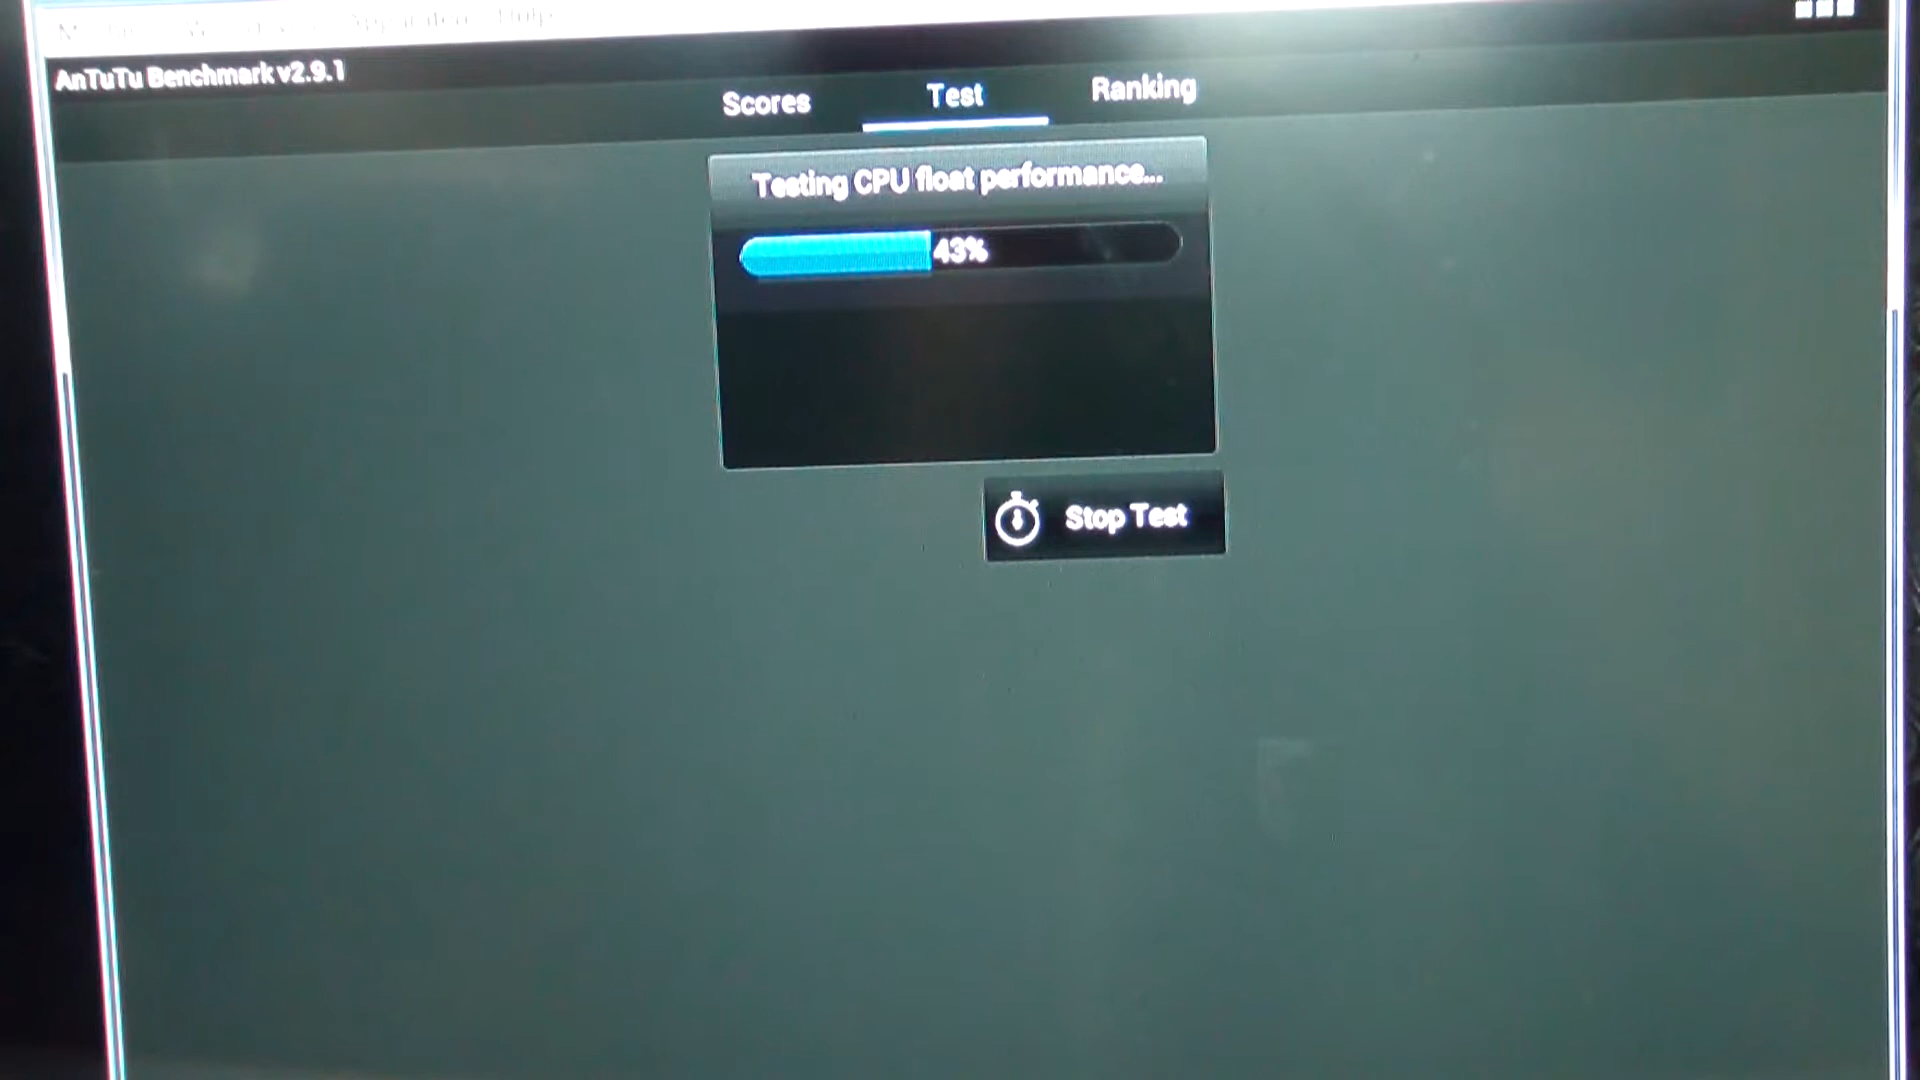 AnTuTu Benchmark v2.9.1
Scores Test Ranking
Testing CPU float performance...
43%
Stop Test